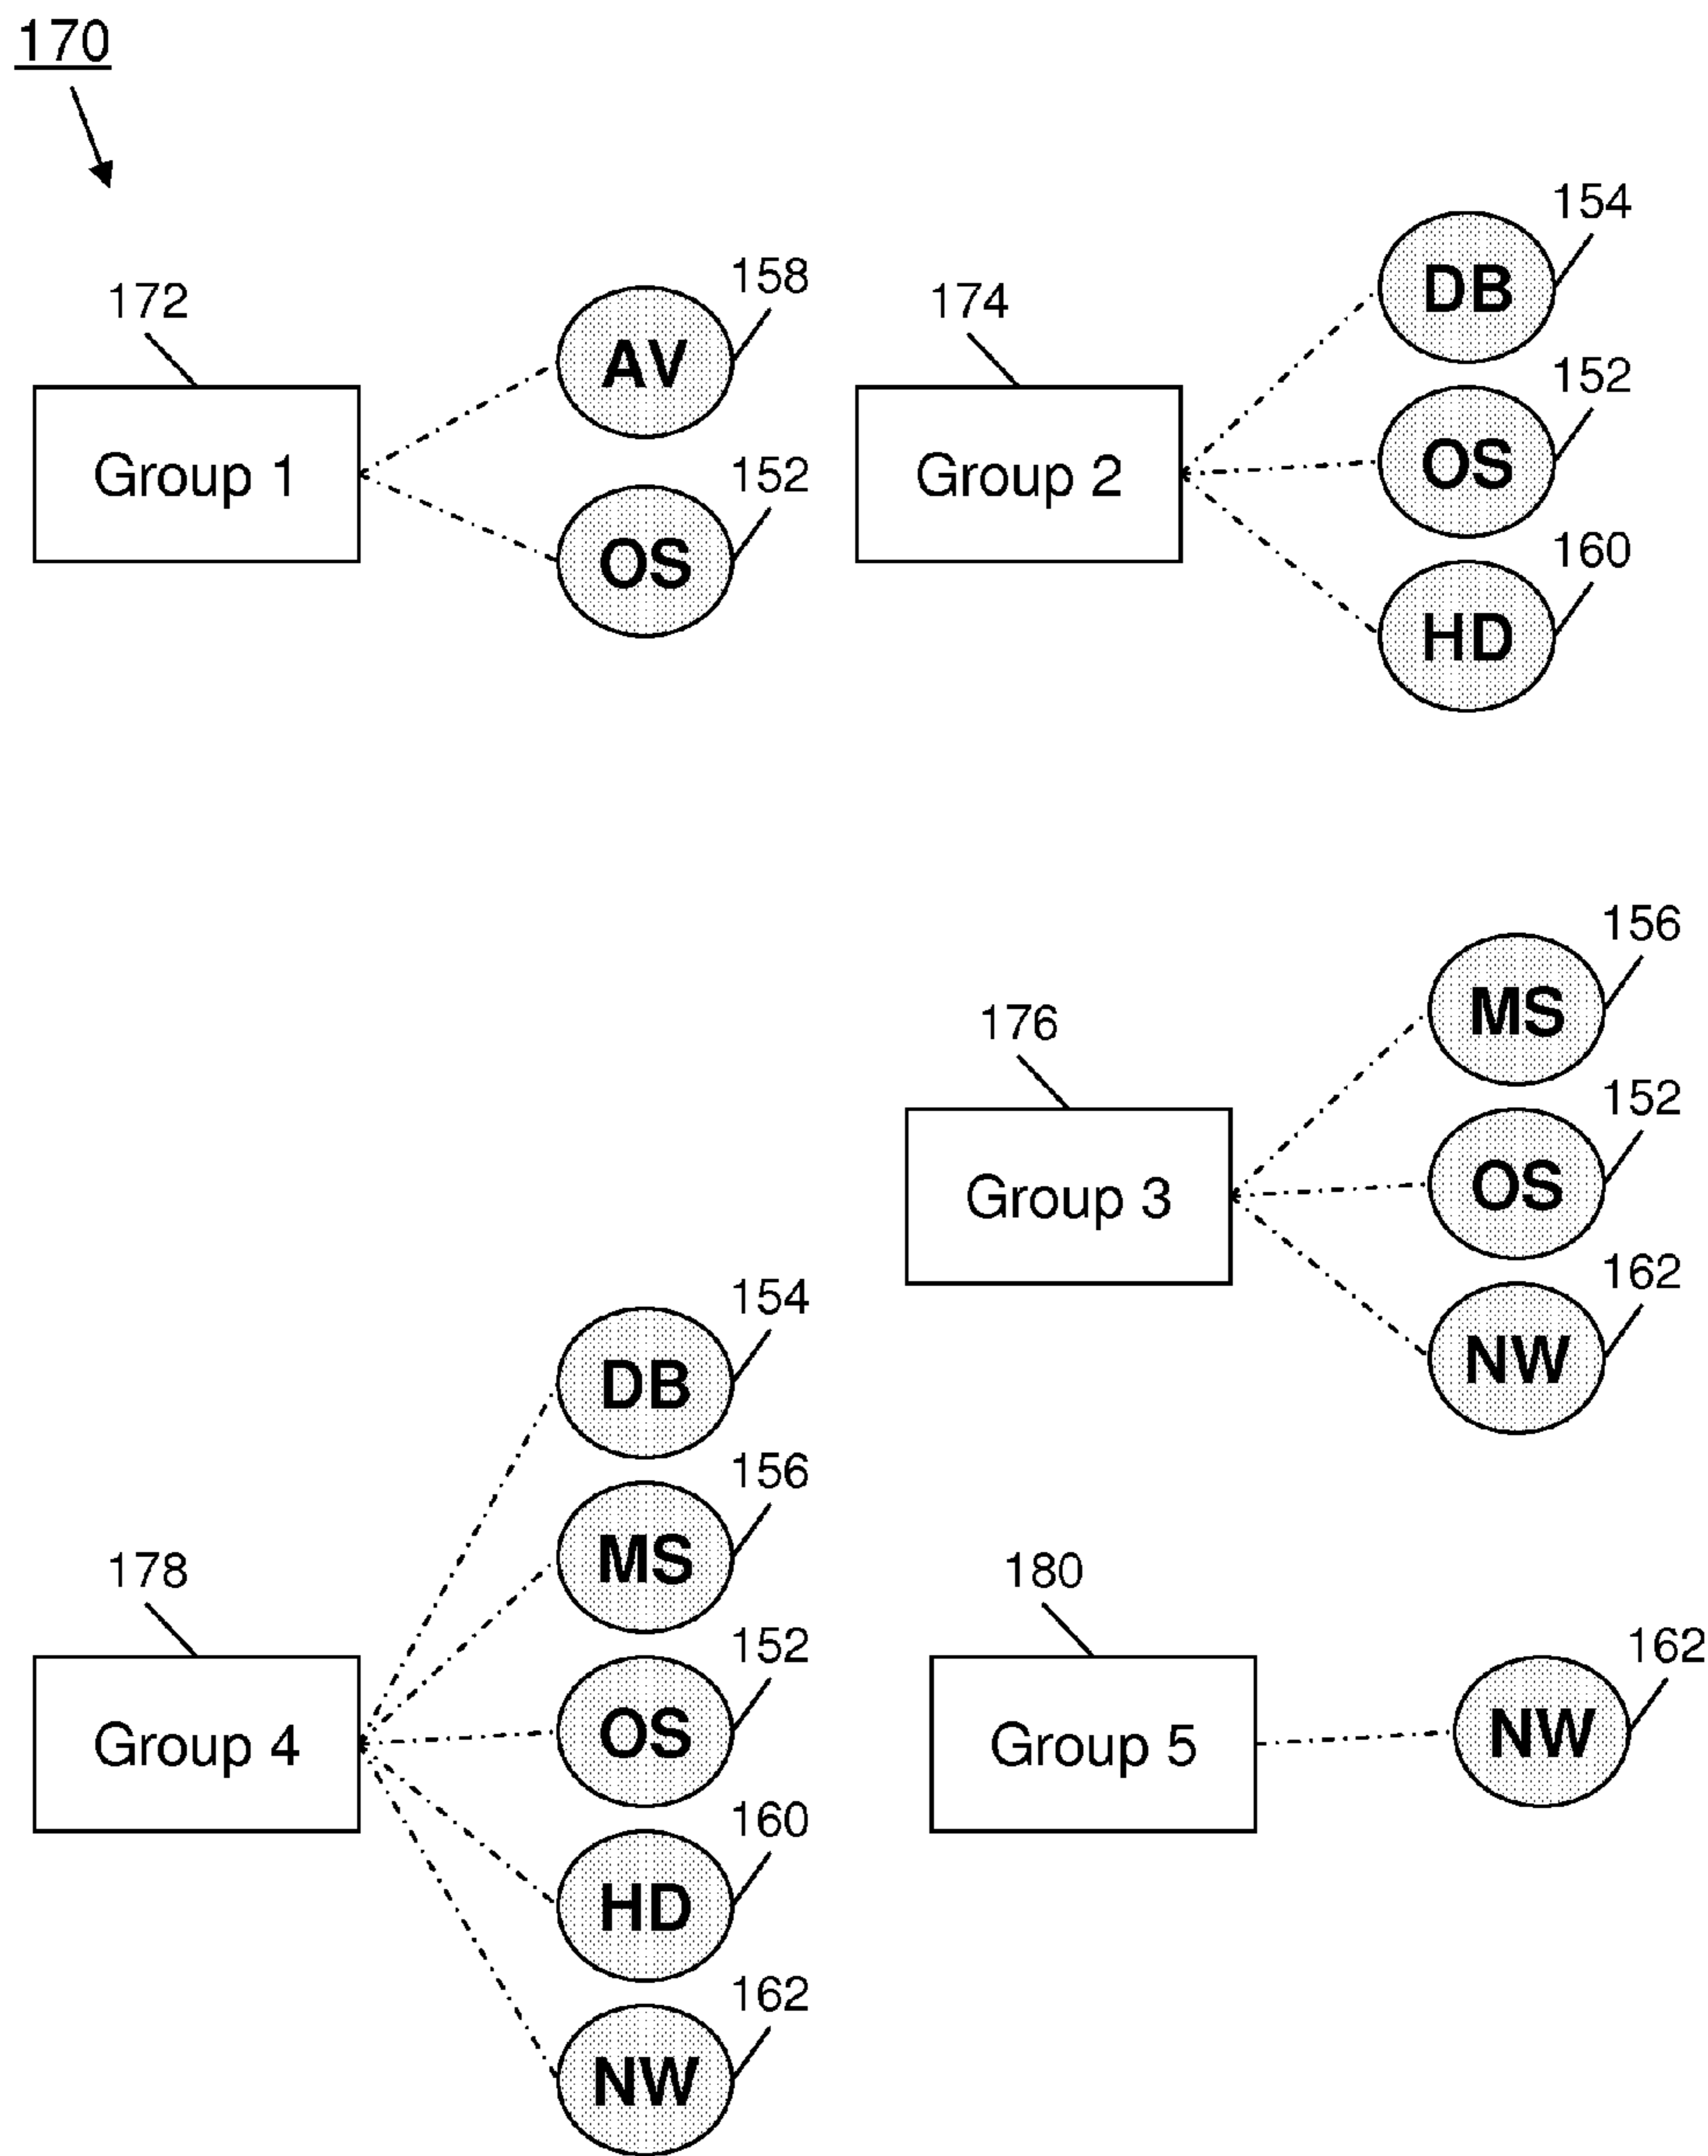 170
172
Group 1
158
AV
152
OS
174
Group 2
154
DB
152
OS
160
HD
176
Group 3
156
MS
152
OS
162
NW
178
Group 4
154
DB
156
MS
152
OS
160
HD
162
NW
180
Group 5
162
NW